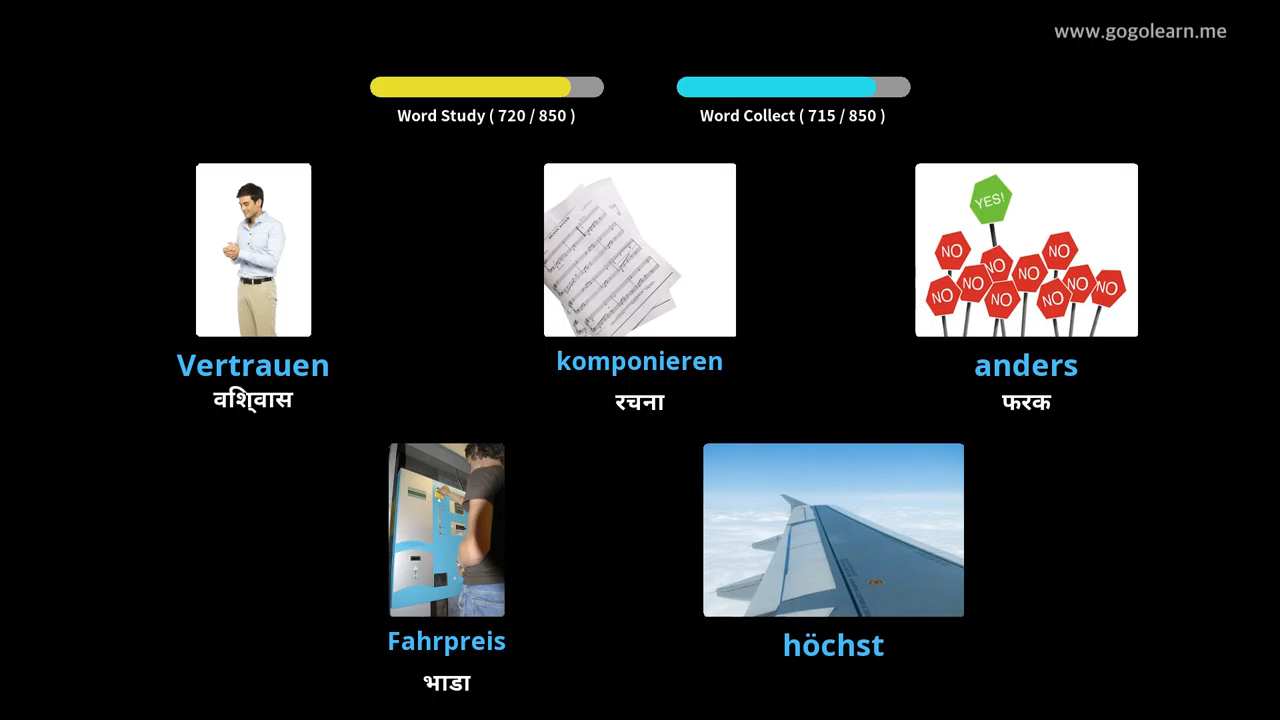 www.gogolearn.me
Word Study ( 720 / 850 )
Word Collect ( 715 / 850 )
YES!
NO
NO
NO
NO
NO
NO
NO
NO
NO
NO
Vertrauen
विश्वास
komponieren
रचना
anders
फरक
Fahrpreis
भाडा
höchst